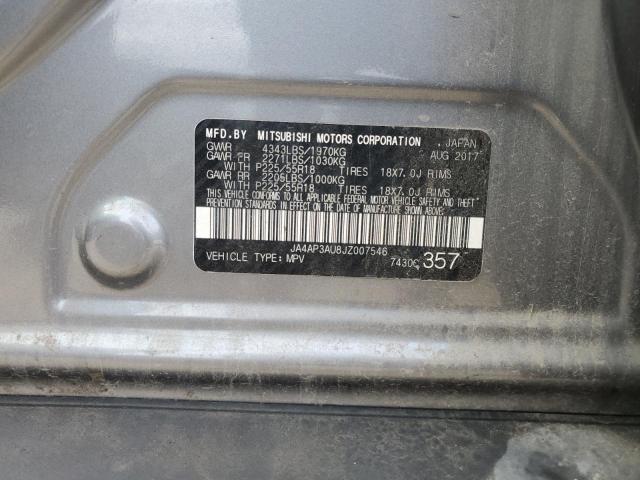 MFD.BY MITSUBISHI MOTORS CORPORATION , JAPAN
GVWR 4343LBS/1970KG AUG 2017
GAWR FR 2271LBS/1030KG
WITH P225/55R18 TIRES 18X7.0J RIMS
GAWR RR 2205LBS/1000KG
WITH P225/55R18 TIRES 18X7.0J RIMS
THIS VEHICLE CONFORMS TO ALL APPLICABLE FEDERAL MOTOR VEHICLE SAFETY AND THEFT
PREVENTION STANDARDS IN EFFECT ON THE DATE OF MANUFACTURE SHOWN ABOVE.
JA4AP3AU8JZ007546
VEHICLE TYPE: MPV 7430C 357